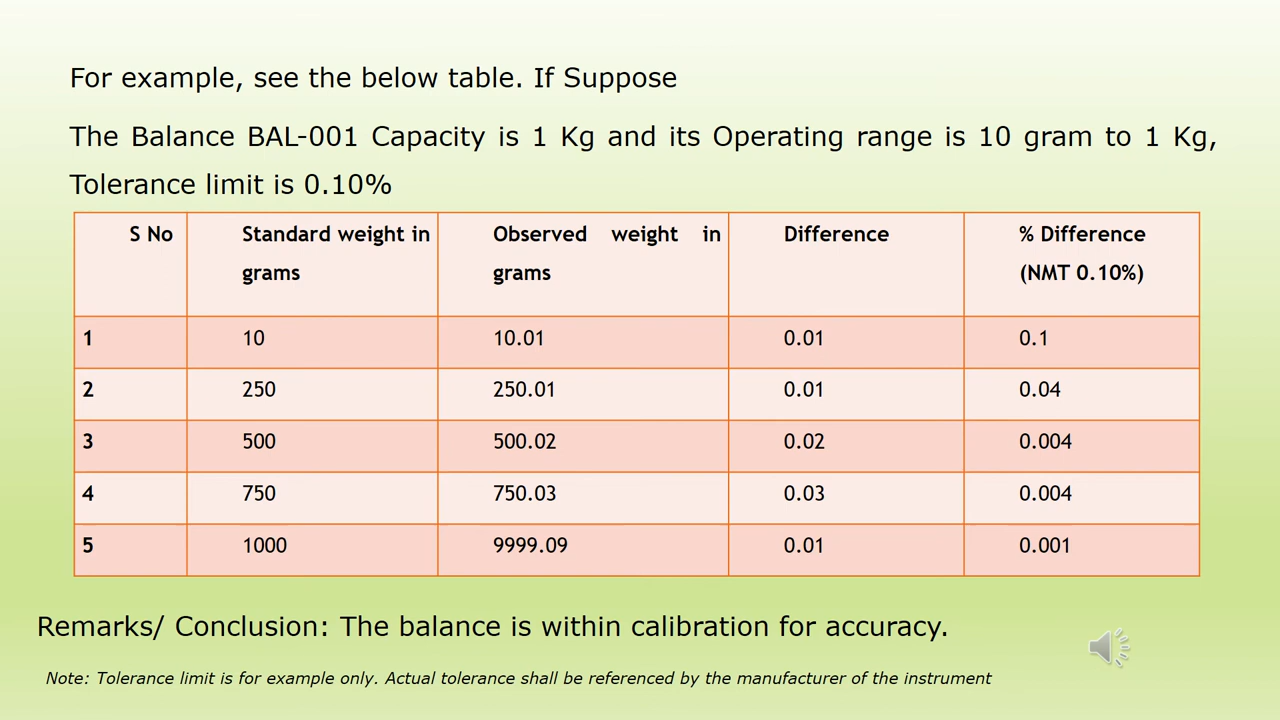 For example, see the below table. If Suppose
The Balance BAL-001 Capacity is 1 Kg and its Operating range is 10 gram to 1 Kg,
Tolerance limit is 0.10%
S No Standard weight in grams Observed weight in grams Difference % Difference (NMT 0.10%)
1 10 10.01 0.01 0.1
2 250 250.01 0.01 0.04
3 500 500.02 0.02 0.004
4 750 750.03 0.03 0.004
5 1000 9999.09 0.01 0.001
Remarks/ Conclusion: The balance is within calibration for accuracy.
Note: Tolerance limit is for example only. Actual tolerance shall be referenced by the manufacturer of the instrument